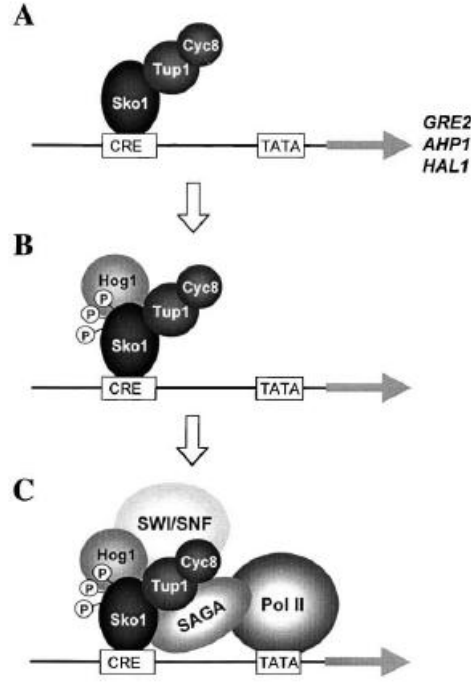 A
Cyc8
Tup1
Sko1
CRE
TATA
GRE2
AHP1
HAL1
B
Hog1
P
P
P
Cyc8
Tup1
Sko1
CRE
TATA
C
SWI/SNF
Hog1
P
P
P
Cyc8
Tup1
Sko1
SAGA
Pol II
CRE
TATA